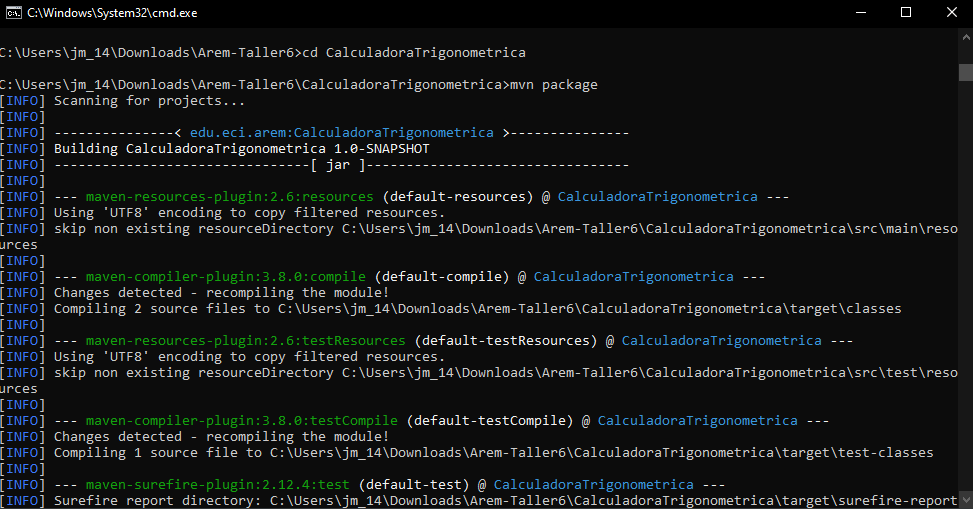 C:\Windows\System32\cmd.exe
C:\Users\jm_14\Downloads\Arem-Taller6>cd CalculadoraTrigonometrica
C:\Users\jm_14\Downloads\Arem-Taller6\CalculadoraTrigonometrica>mvn package
[INFO] Scanning for projects...
[INFO]
[INFO] ---------------< edu.eci.arem:CalculadoraTrigonometrica >---------------
[INFO] Building CalculadoraTrigonometrica 1.0-SNAPSHOT
[INFO] --------------------------------[ jar ]---------------------------------
[INFO]
[INFO] --- maven-resources-plugin:2.6:resources (default-resources) @ CalculadoraTrigonometrica ---
[INFO] Using 'UTF8' encoding to copy filtered resources.
[INFO] skip non existing resourceDirectory C:\Users\jm_14\Downloads\Arem-Taller6\CalculadoraTrigonometrica\src\main\reso
urces
[INFO]
[INFO] --- maven-compiler-plugin:3.8.0:compile (default-compile) @ CalculadoraTrigonometrica ---
[INFO] Changes detected - recompiling the module!
[INFO] Compiling 2 source files to C:\Users\jm_14\Downloads\Arem-Taller6\CalculadoraTrigonometrica\target\classes
[INFO]
[INFO] --- maven-resources-plugin:2.6:testResources (default-testResources) @ CalculadoraTrigonometrica ---
[INFO] Using 'UTF8' encoding to copy filtered resources.
[INFO] skip non existing resourceDirectory C:\Users\jm_14\Downloads\Arem-Taller6\CalculadoraTrigonometrica\src\test\reso
urces
[INFO]
[INFO] --- maven-compiler-plugin:3.8.0:testCompile (default-testCompile) @ CalculadoraTrigonometrica ---
[INFO] Changes detected - recompiling the module!
[INFO] Compiling 1 source file to C:\Users\jm_14\Downloads\Arem-Taller6\CalculadoraTrigonometrica\target\test-classes
[INFO]
[INFO] --- maven-surefire-plugin:2.12.4:test (default-test) @ CalculadoraTrigonometrica ---
[INFO] Surefire report directory: C:\Users\jm_14\Downloads\Arem-Taller6\CalculadoraTrigonometrica\target\surefire-report